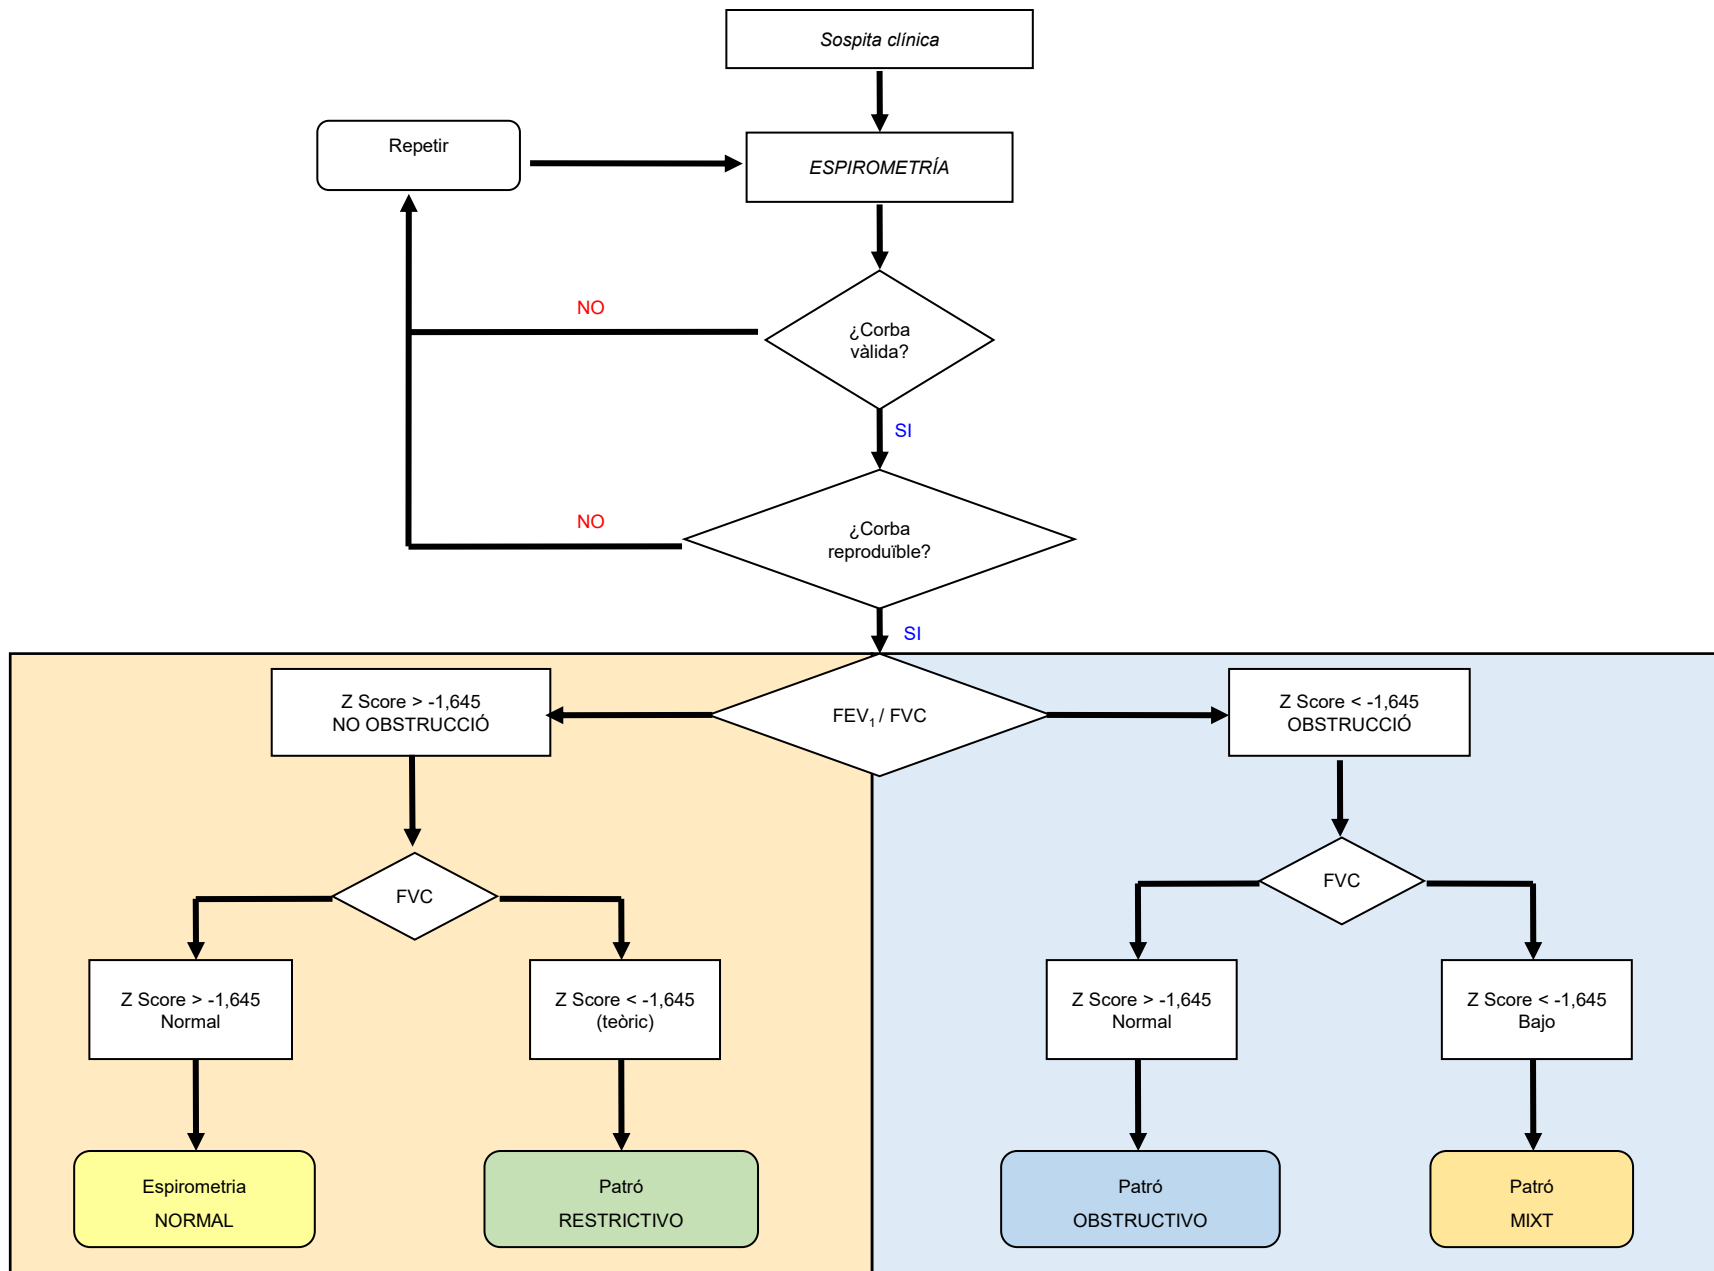 Sospita clínica
Repetir
ESPIROMETRÍA
NO
¿Corba
vàlida?
SI
NO
¿Corba
reproduïble?
SI
Z Score > -1,645
NO OBSTRUCCIÓ
FEV₁ / FVC
Z Score < -1,645
OBSTRUCCIÓ
FVC
FVC
Z Score > -1,645
Normal
Z Score < -1,645
(teòric)
Z Score > -1,645
Normal
Z Score < -1,645
Bajo
Espirometria
NORMAL
Patró
RESTRICTIVO
Patró
OBSTRUCTIVO
Patró
MIXT